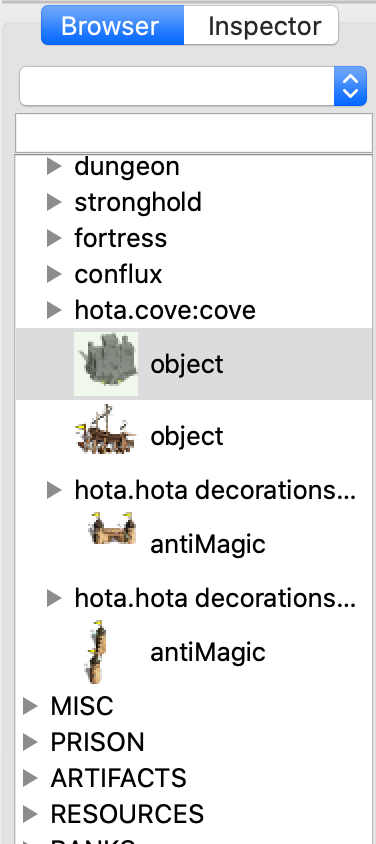 Browser Inspector
dungeon
stronghold
fortress
conflux
hota.cove:cove
object
object
hota.hota decorations...
antiMagic
hota.hota decorations...
antiMagic
MISC
PRISON
ARTIFACTS
RESOURCES
BANKS